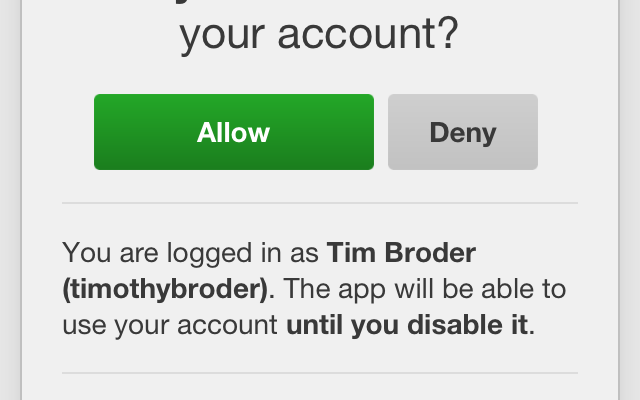 your account?
Allow
Deny
You are logged in as Tim Broder
(timothybroder). The app will be able to
use your account until you disable it.